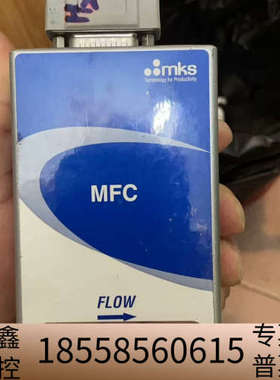 mks
Technology for Productivity
MFC
FLOW
鑫
控
18558560615
专
普